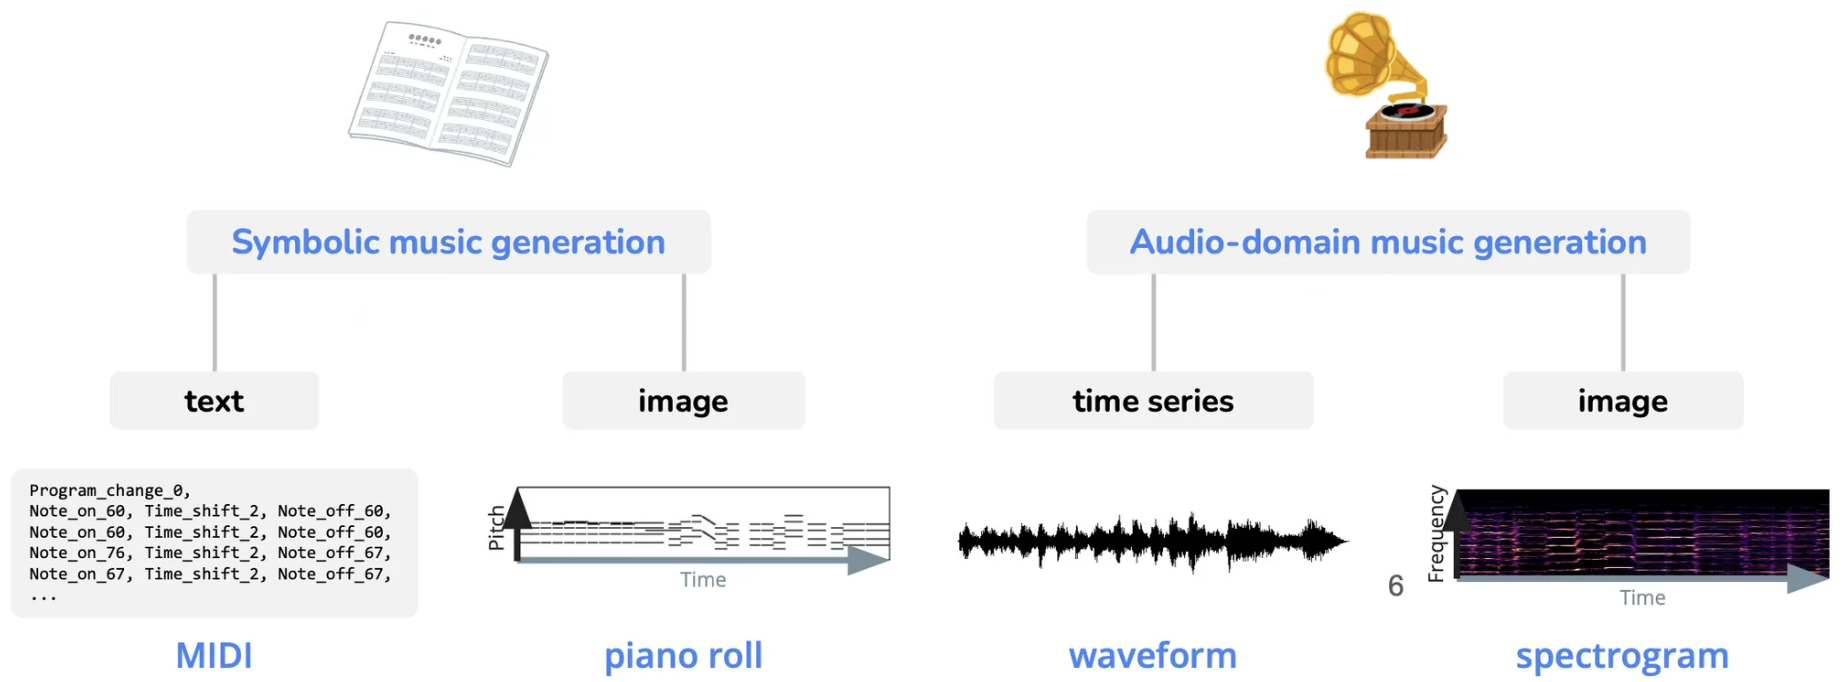 Symbolic music generation
Audio-domain music generation
text
image
time series
image
Program_change_0,
Note_on_60, Time_shift_2, Note_off_60,
Note_on_60, Time_shift_2, Note_off_60,
Note_on_76, Time_shift_2, Note_off_67,
Note_on_67, Time_shift_2, Note_off_67,
...
Pitch
Time
6
Frequency
Time
MIDI
piano roll
waveform
spectrogram